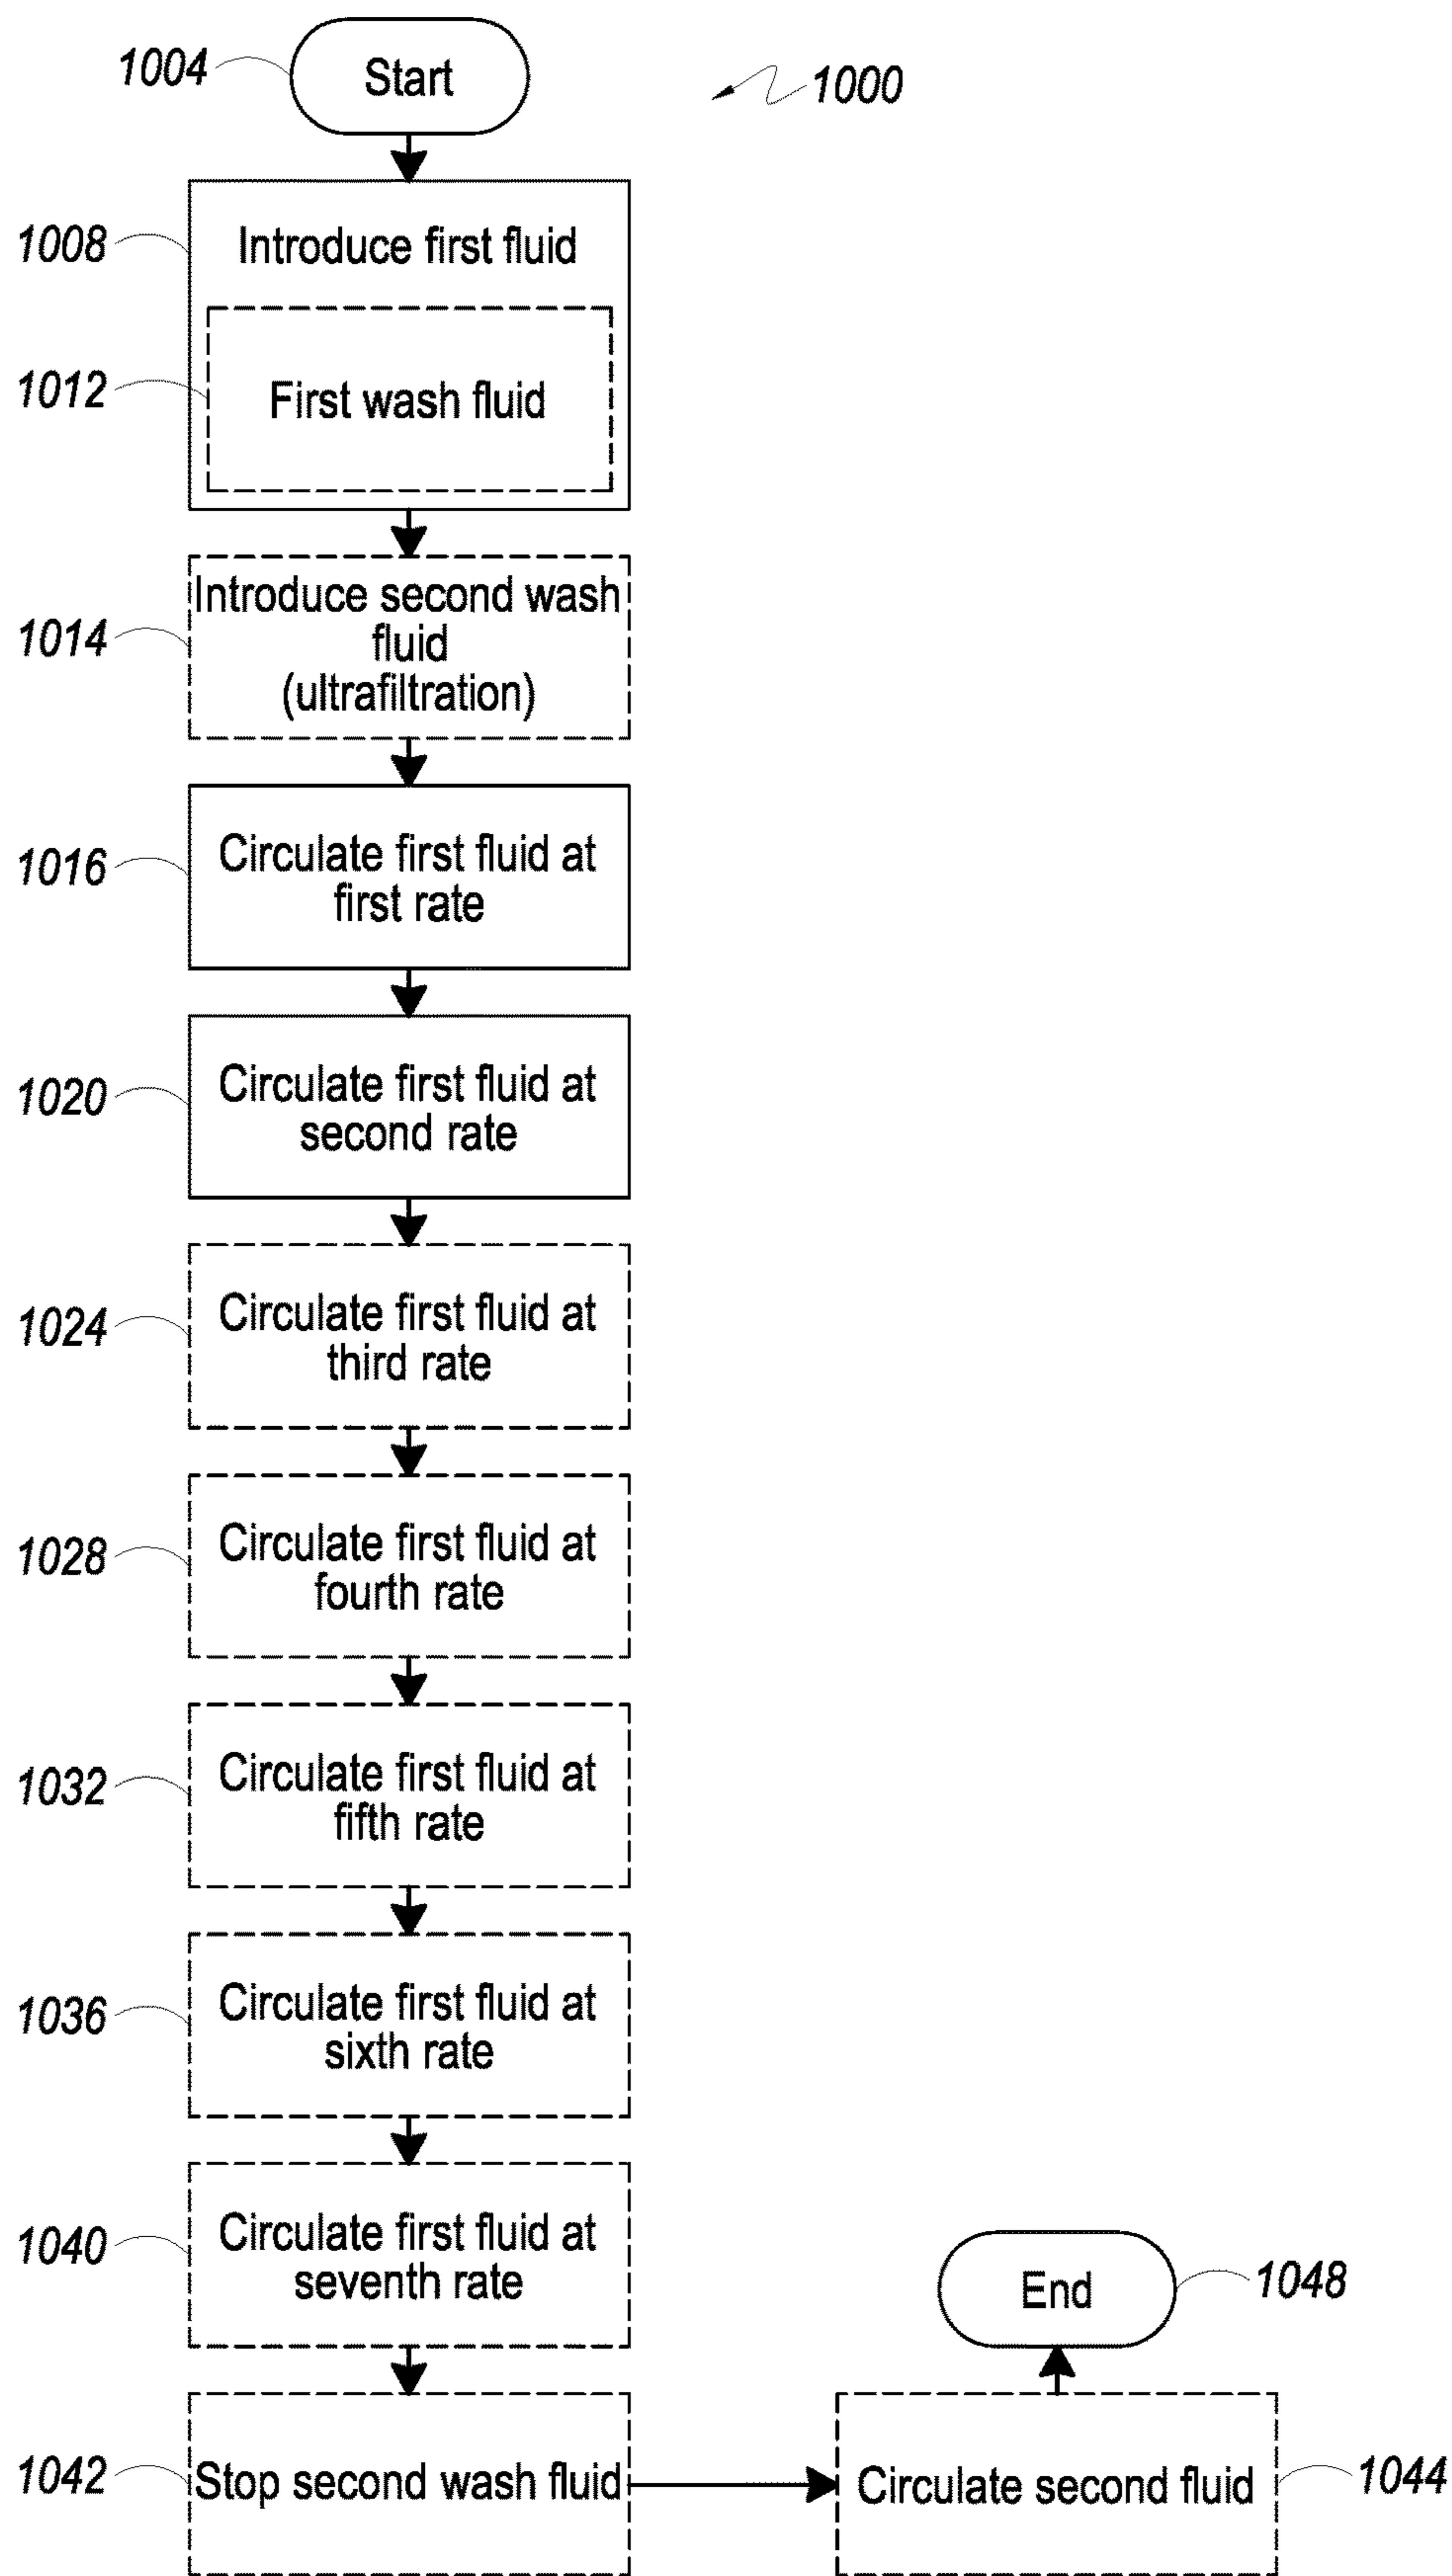 1004
Start
1000
1008
Introduce first fluid
1012
First wash fluid
Introduce second wash
1014
fluid
(ultrafiltration)
1016
Circulate first fluid at
first rate
1020
Circulate first fluid at
second rate
1024
Circulate first fluid at
third rate
1028
Circulate first fluid at
fourth rate
1032
Circulate first fluid at
fifth rate
1036
Circulate first fluid at
sixth rate
1040
Circulate first fluid at
seventh rate
1042
Stop second wash fluid
Circulate second fluid
1044
End
1048